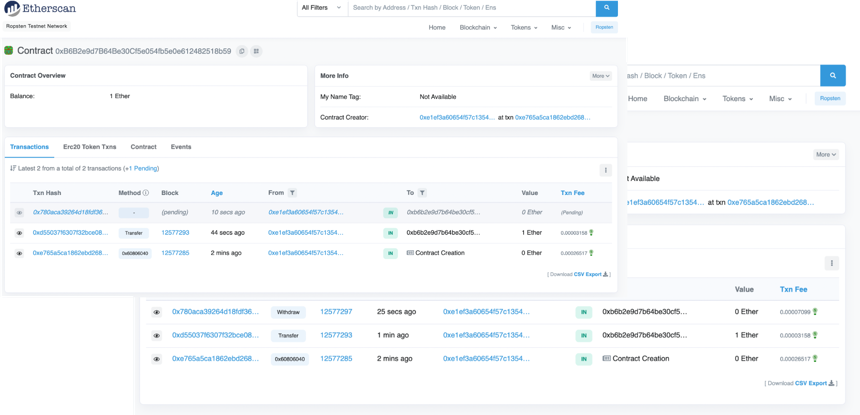 Etherscan
All Filters
Search by Address / Txn Hash / Block / Token / Ens
Ropsten Testnet Network
Home Blockchain Tokens Misc Ropsten
Contract 0xB6B2e9d7B64Be30Cf5e054fb5e0e612482518b59
Contract Overview
Balance: 1 Ether
More Info More
My Name Tag: Not Available
Contract Creator: 0xe1ef3a60654f57c1354... at txn 0xe765a5ca1862ebd268...
Transactions Erc20 Token Txns Contract Events
Latest 2 from a total of 2 transactions (+1 Pending)
Txn Hash Method Block Age From To Value Txn Fee
0x780aca39264d18fdf36... - (pending) 10 secs ago 0xe1ef3a60654f57c1354... IN 0xb6b2e9d7b64be30cf5... 0 Ether (Pending)
0xd55037f6307f32bce08... Transfer 12577293 44 secs ago 0xe1ef3a60654f57c1354... IN 0xb6b2e9d7b64be30cf5... 1 Ether 0.00003158
0xe765a5ca1862ebd268... 0x60806040 12577285 2 mins ago 0xe1ef3a60654f57c1354... IN Contract Creation 0 Ether 0.00026517
[ Download CSV Export ]
ash / Block / Token / Ens
Home Blockchain Tokens Misc Ropsten
More
t Available
e1ef3a60654f57c1354... at txn 0xe765a5ca1862ebd268...
Value Txn Fee
0x780aca39264d18fdf36... Withdraw 12577297 25 secs ago 0xe1ef3a60654f57c1354... IN 0xb6b2e9d7b64be30cf5... 0 Ether 0.00007099
0xd55037f6307f32bce08... Transfer 12577293 1 min ago 0xe1ef3a60654f57c1354... IN 0xb6b2e9d7b64be30cf5... 1 Ether 0.00003158
0xe765a5ca1862ebd268... 0x60806040 12577285 2 mins ago 0xe1ef3a60654f57c1354... IN Contract Creation 0 Ether 0.00026517
[ Download CSV Export ]